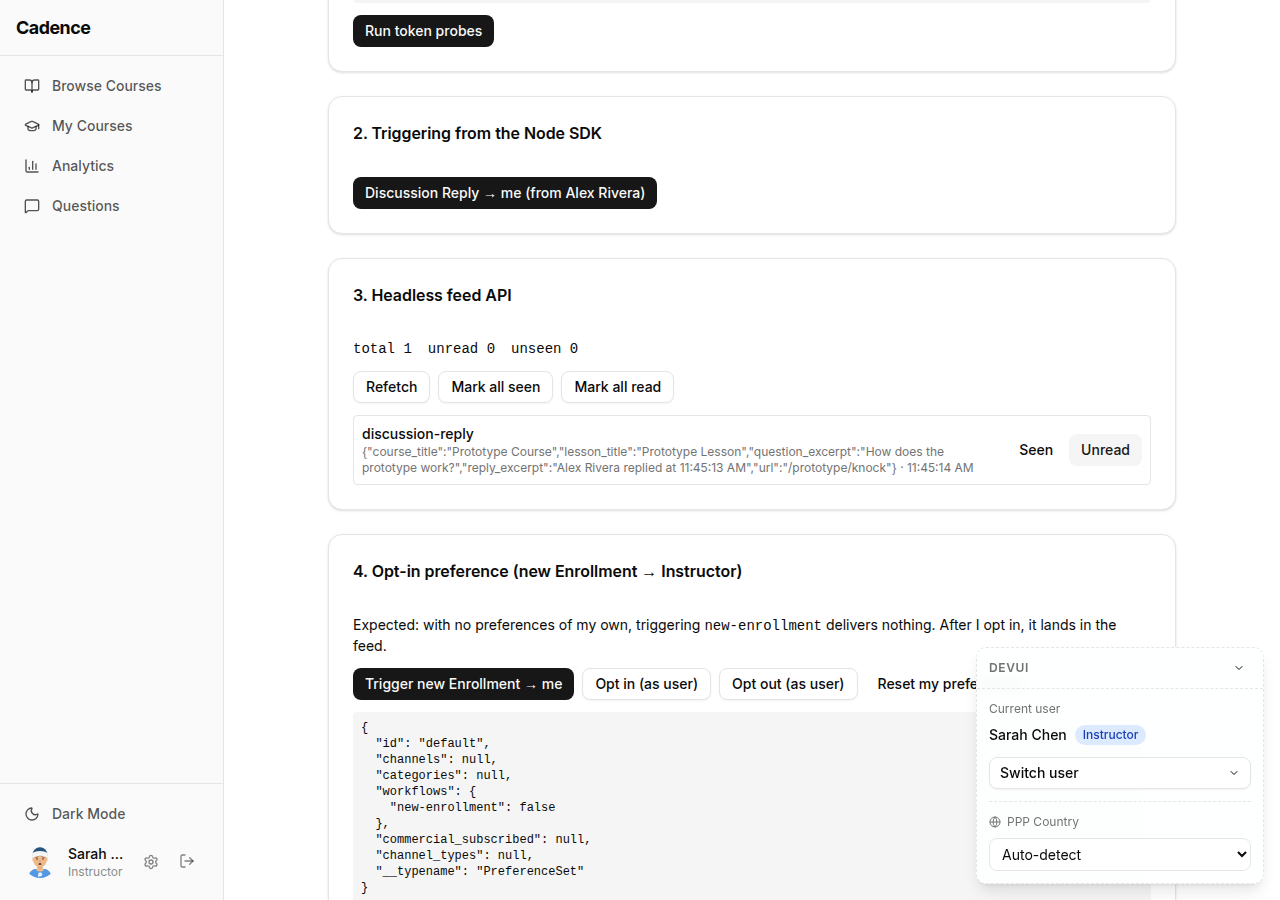 Cadence
Browse Courses
My Courses
Analytics
Questions
Dark Mode
Sarah ...
Instructor
Run token probes
2. Triggering from the Node SDK
Discussion Reply → me (from Alex Rivera)
3. Headless feed API
total 1  unread 0  unseen 0
Refetch
Mark all seen
Mark all read
discussion-reply
{"course_title":"Prototype Course","lesson_title":"Prototype Lesson","question_excerpt":"How does the
prototype work?","reply_excerpt":"Alex Rivera replied at 11:45:13 AM","url":"/prototype/knock"} · 11:45:14 AM
Seen
Unread
4. Opt-in preference (new Enrollment → Instructor)
Expected: with no preferences of my own, triggering new-enrollment delivers nothing. After I opt in, it lands in the
feed.
Trigger new Enrollment → me
Opt in (as user)
Opt out (as user)
Reset my prefe
{
  "id": "default",
  "channels": null,
  "categories": null,
  "workflows": {
    "new-enrollment": false
  },
  "commercial_subscribed": null,
  "channel_types": null,
  "__typename": "PreferenceSet"
}
DEVUI
Current user
Sarah Chen
Instructor
Switch user
PPP Country
Auto-detect